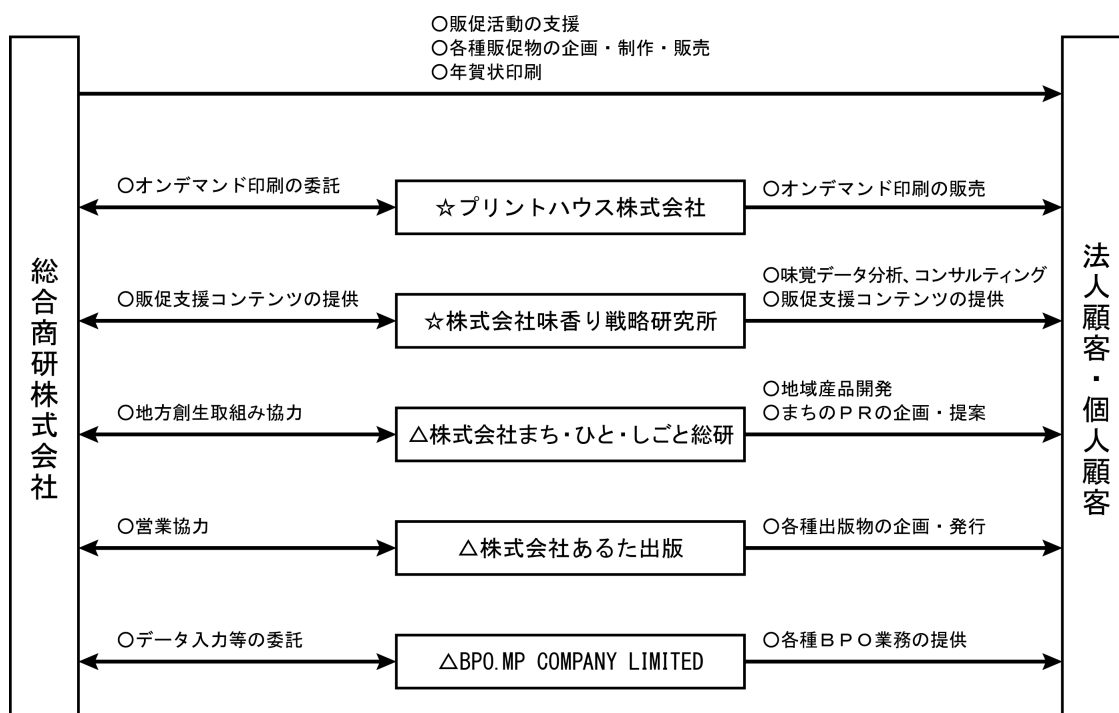 ○販促活動の支援
○各種販促物の企画・制作・販売
○年賀状印刷
総合商研株式会社
○オンデマンド印刷の委託
☆プリントハウス株式会社
○オンデマンド印刷の販売
○販促支援コンテンツの提供
☆株式会社味香り戦略研究所
○味覚データ分析、コンサルティング
○販促支援コンテンツの提供
○地方創生取組み協力
△株式会社まち・ひと・しごと総研
○地域産品開発
○まちのPRの企画・提案
○営業協力
△株式会社あるた出版
○各種出版物の企画・発行
○データ入力等の委託
△BPO.MP COMPANY LIMITED
○各種BPO業務の提供
法人顧客・個人顧客